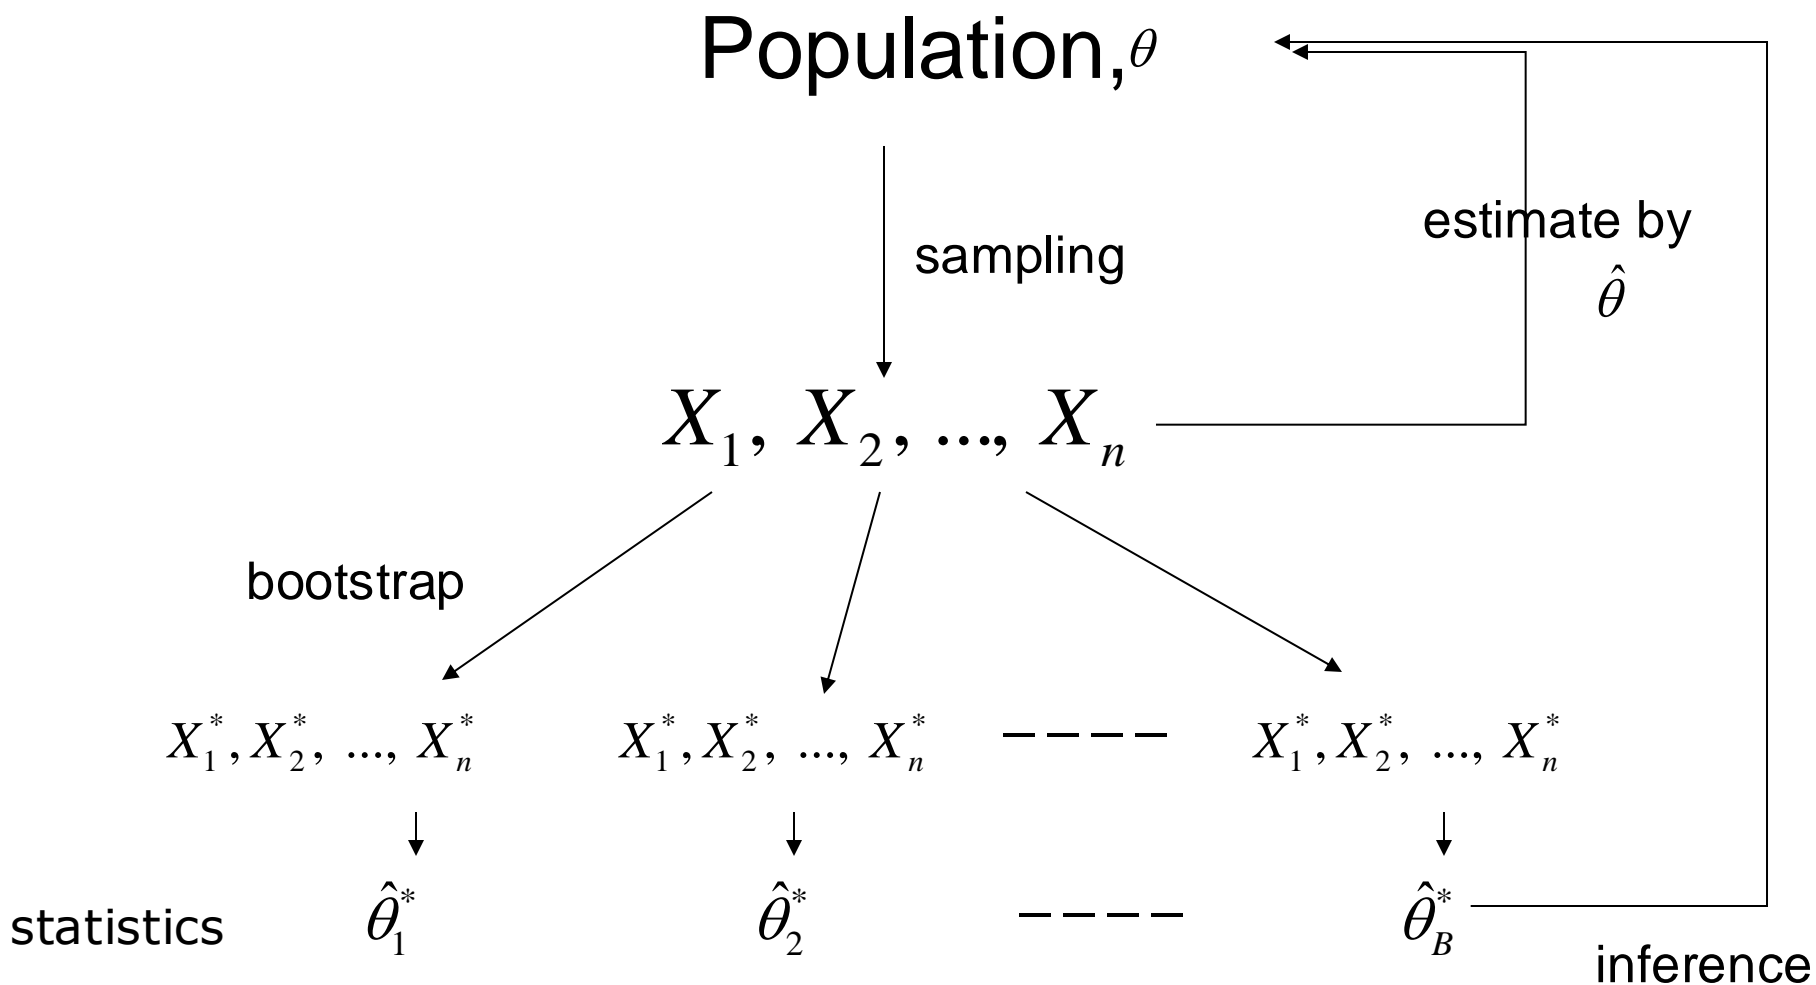 Population, θ
sampling
estimate by
θ̂
X₁, X₂, ..., Xₙ
bootstrap
X₁*, X₂*, ..., Xₙ* X₁*, X₂*, ..., Xₙ* – – – – X₁*, X₂*, ..., Xₙ*
statistics θ̂₁* θ̂₂* – – – – θ̂_B*
inference